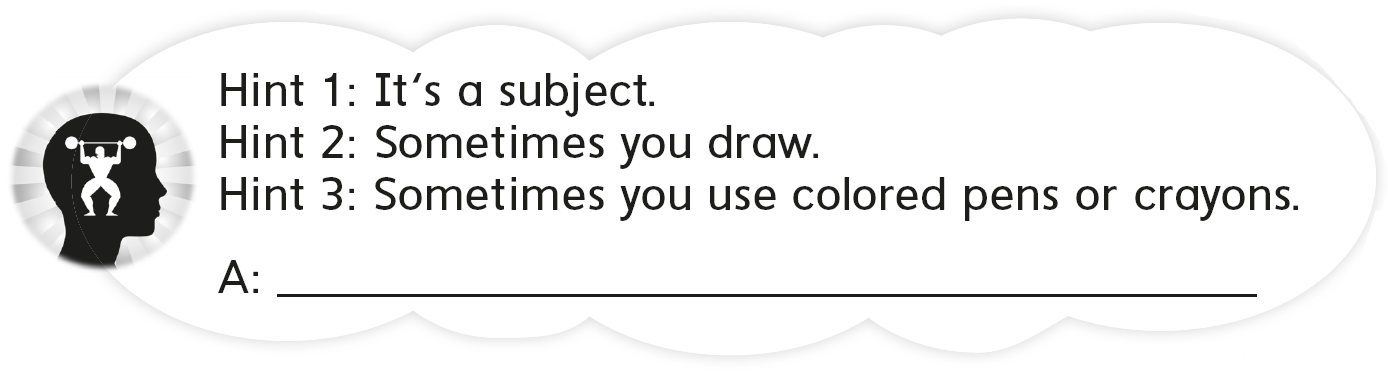 Hint 1: It‘s a subject.
Hint 2: Sometimes you draw.
Hint 3: Sometimes you use colored pens or crayons.
A: